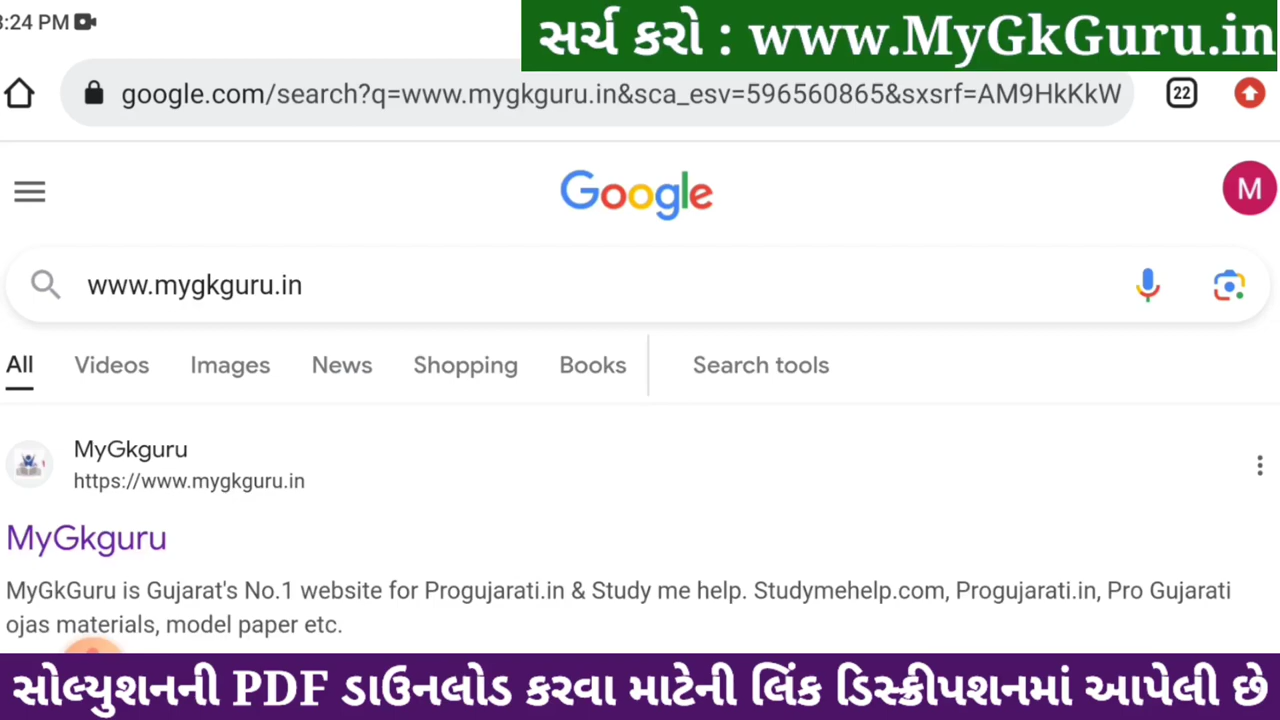 3:24 PM
સર્ચ કરો : www.MyGkGuru.in
google.com/search?q=www.mygkguru.in&sca_esv=596560865&sxsrf=AM9HkKkW
22
Google
M
www.mygkguru.in
All Videos Images News Shopping Books Search tools
MyGkguru
https://www.mygkguru.in
MyGkguru
MyGkGuru is Gujarat's No.1 website for Progujarati.in & Study me help. Studymehelp.com, Progujarati.in, Pro Gujarati
ojas materials, model paper etc.
સોલ્યુશનની PDF ડાઉનલોડ કરવા માટેની લિંક ડિસ્ક્રીપશનમાં આપેલી છે